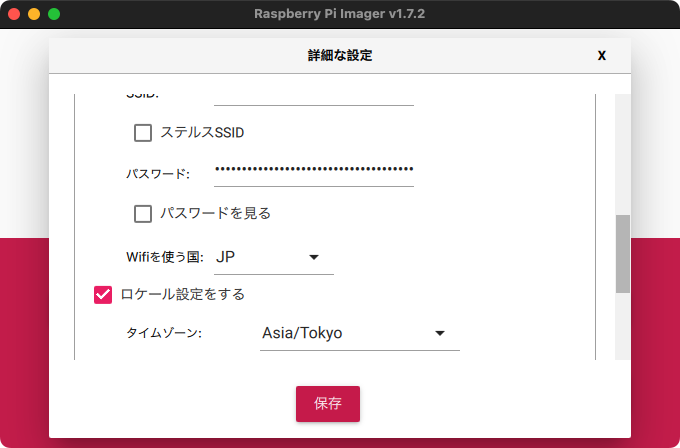 Raspberry Pi Imager v1.7.2
詳細な設定 X
SSID:
ステルスSSID
パスワード: ••••••••••••••••••••••••••••••••••••••
パスワードを見る
Wifiを使う国: JP
ロケール設定をする
タイムゾーン: Asia/Tokyo
保存